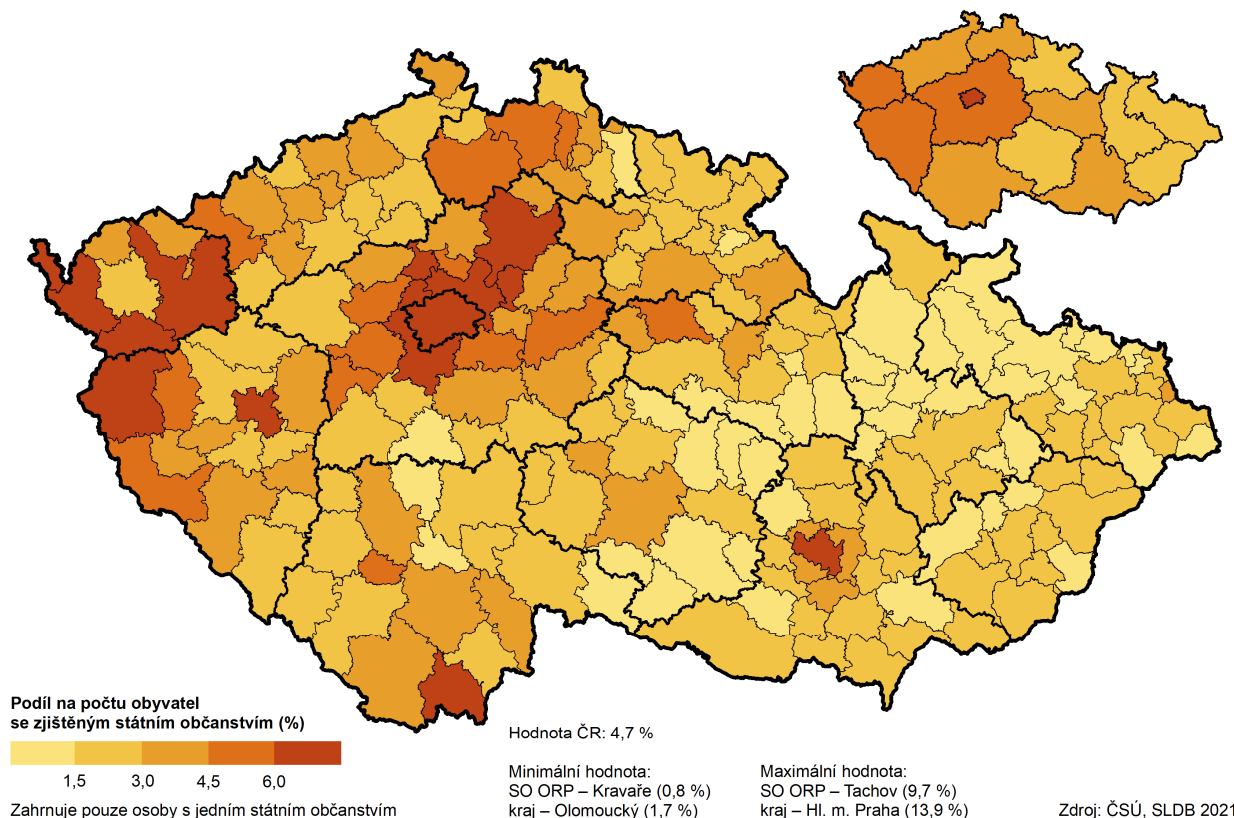 Podíl na počtu obyvatel
se zjištěným státním občanstvím (%)
1,5 3,0 4,5 6,0
Zahrnuje pouze osoby s jedním státním občanstvím
Hodnota ČR: 4,7 %
Minimální hodnota:
SO ORP – Kravaře (0,8 %)
kraj – Olomoucký (1,7 %)
Maximální hodnota:
SO ORP – Tachov (9,7 %)
kraj – Hl. m. Praha (13,9 %)
Zdroj: ČSÚ, SLDB 2021